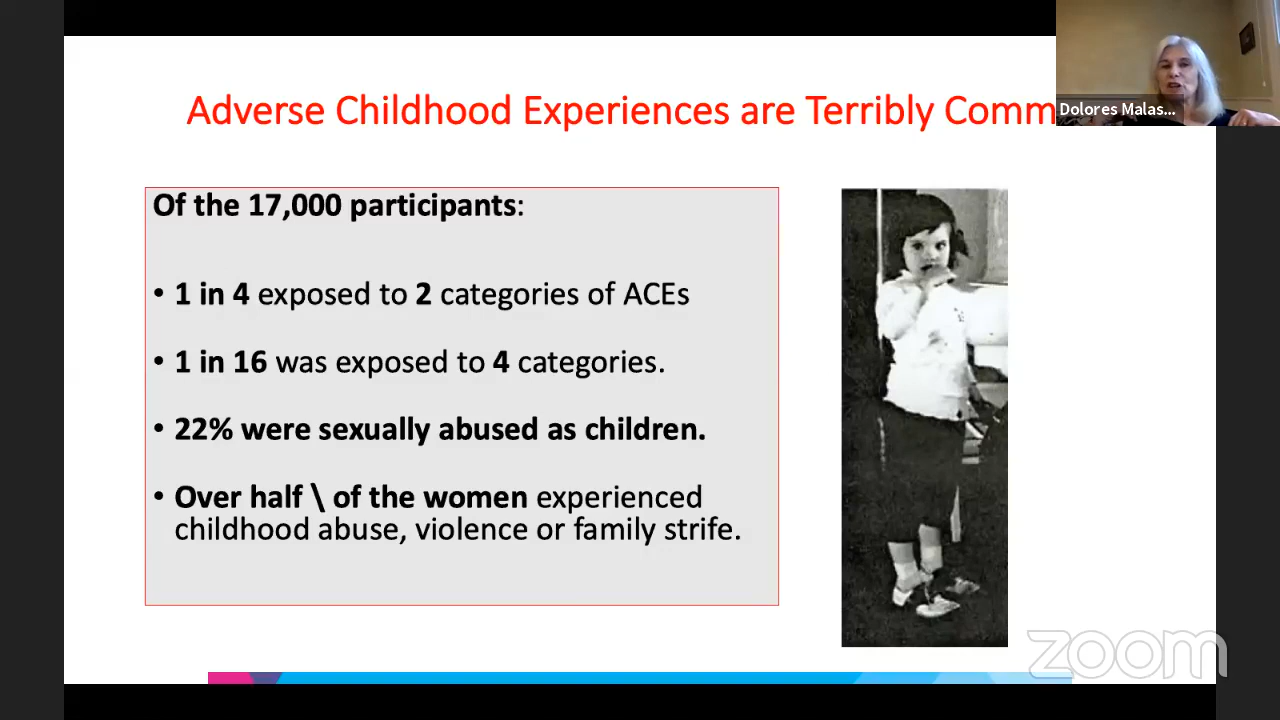 Adverse Childhood Experiences are Terribly Comm
Dolores Malas...
Of the 17,000 participants:
• 1 in 4 exposed to 2 categories of ACEs
• 1 in 16 was exposed to 4 categories.
• 22% were sexually abused as children.
• Over half \ of the women experienced
childhood abuse, violence or family strife.
zoom